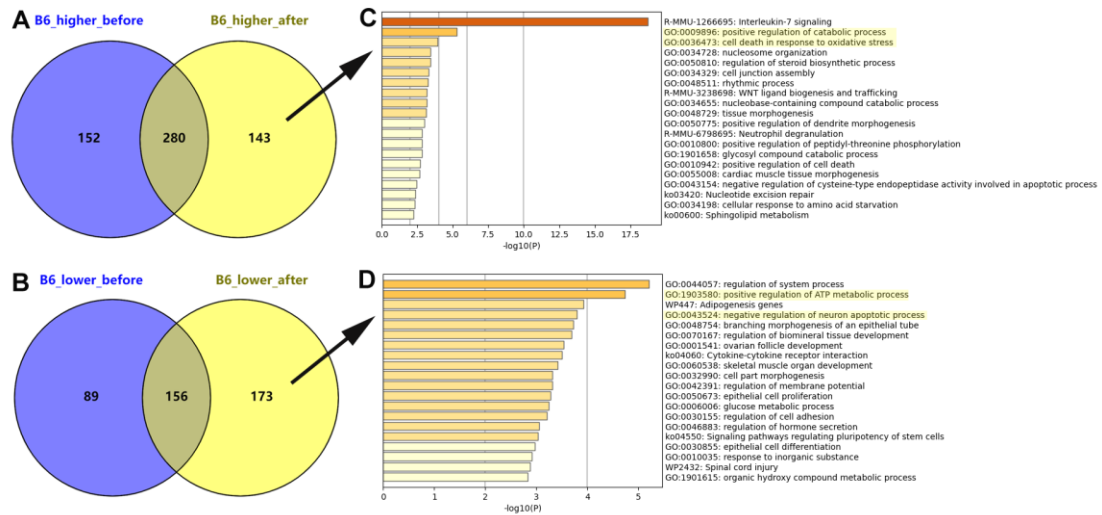 A
B6_higher_before
B6_higher_after
152
280
143
C
R-MMU-1266695: Interleukin-7 signaling
GO:0009896: positive regulation of catabolic process
GO:0036473: cell death in response to oxidative stress
GO:0034728: nucleosome organization
GO:0050810: regulation of steroid biosynthetic process
GO:0034329: cell junction assembly
GO:0048511: rhythmic process
R-MMU-3238698: WNT ligand biogenesis and trafficking
GO:0034655: nucleobase-containing compound catabolic process
GO:0048729: tissue morphogenesis
GO:0050775: positive regulation of dendrite morphogenesis
R-MMU-6798695: Neutrophil degranulation
GO:0010800: positive regulation of peptidyl-threonine phosphorylation
GO:1901658: glycosyl compound catabolic process
GO:0010942: positive regulation of cell death
GO:0055008: cardiac muscle tissue morphogenesis
GO:0043154: negative regulation of cysteine-type endopeptidase activity involved in apoptotic process
ko03420: Nucleotide excision repair
GO:0034198: cellular response to amino acid starvation
ko00600: Sphingolipid metabolism
0.0 2.5 5.0 7.5 10.0 12.5 15.0 17.5
-log10(P)
B
B6_lower_before
B6_lower_after
89
156
173
D
GO:0044057: regulation of system process
GO:1903580: positive regulation of ATP metabolic process
WP447: Adipogenesis genes
GO:0043524: negative regulation of neuron apoptotic process
GO:0048754: branching morphogenesis of an epithelial tube
GO:0070167: regulation of biomineral tissue development
GO:0001541: ovarian follicle development
ko04060: Cytokine-cytokine receptor interaction
GO:0060538: skeletal muscle organ development
GO:0032990: cell part morphogenesis
GO:0042391: regulation of membrane potential
GO:0050673: epithelial cell proliferation
GO:0006006: glucose metabolic process
GO:0030155: regulation of cell adhesion
GO:0046883: regulation of hormone secretion
ko04550: Signaling pathways regulating pluripotency of stem cells
GO:0030855: epithelial cell differentiation
GO:0010035: response to inorganic substance
WP2432: Spinal cord injury
GO:1901615: organic hydroxy compound metabolic process
0 1 2 3 4 5
-log10(P)